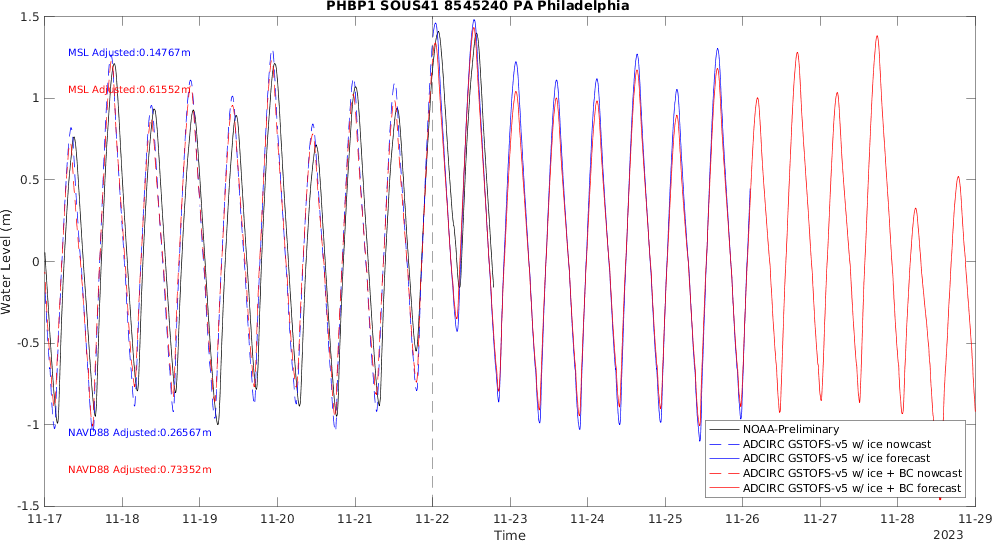 PHBP1 SOUS41 8545240 PA Philadelphia
1.5
1
0.5
0
-0.5
-1
-1.5
Water Level (m)
MSL Adjusted:0.14767m
MSL Adjusted:0.61552m
NAVD88 Adjusted:0.26567m
NAVD88 Adjusted:0.73352m
NOAA-Preliminary
ADCIRC GSTOFS-v5 w/ ice nowcast
ADCIRC GSTOFS-v5 w/ ice forecast
ADCIRC GSTOFS-v5 w/ ice + BC nowcast
ADCIRC GSTOFS-v5 w/ ice + BC forecast
11-17 11-18 11-19 11-20 11-21 11-22 11-23 11-24 11-25 11-26 11-27 11-28 11-29
Time
2023